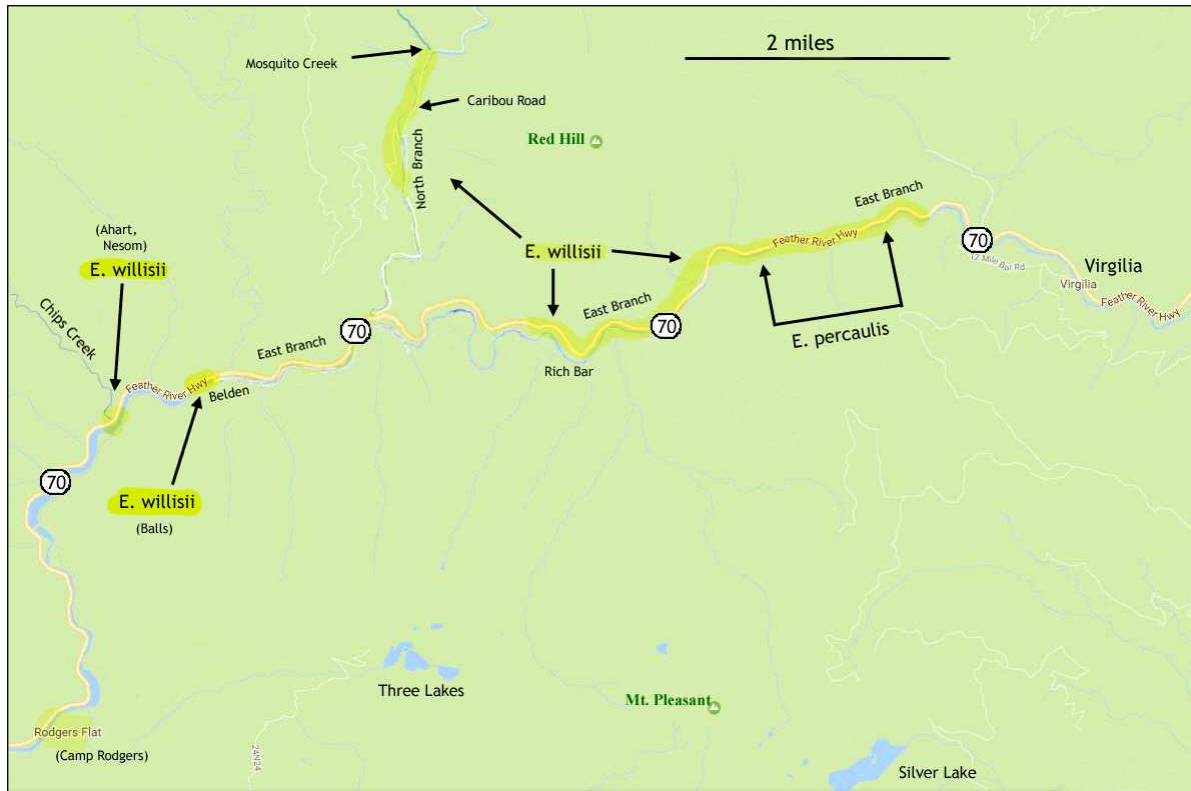 2 miles
Mosquito Creek
Caribou Road
Red Hill
North Branch
East Branch
(Ahart,
Nesom)
E. willisii
E. willisii
Feather River Hwy
70
12 Mile Bar Rd
Virgilia
Virgilia
Feather River Hwy
Chips Creek
East Branch
70
East Branch
70
E. percaulis
Rich Bar
Feather River Hwy
Belden
70
E. willisii
(Balls)
Three Lakes
Mt. Pleasant
Rodgers Flat
(Camp Rodgers)
24N24
Silver Lake